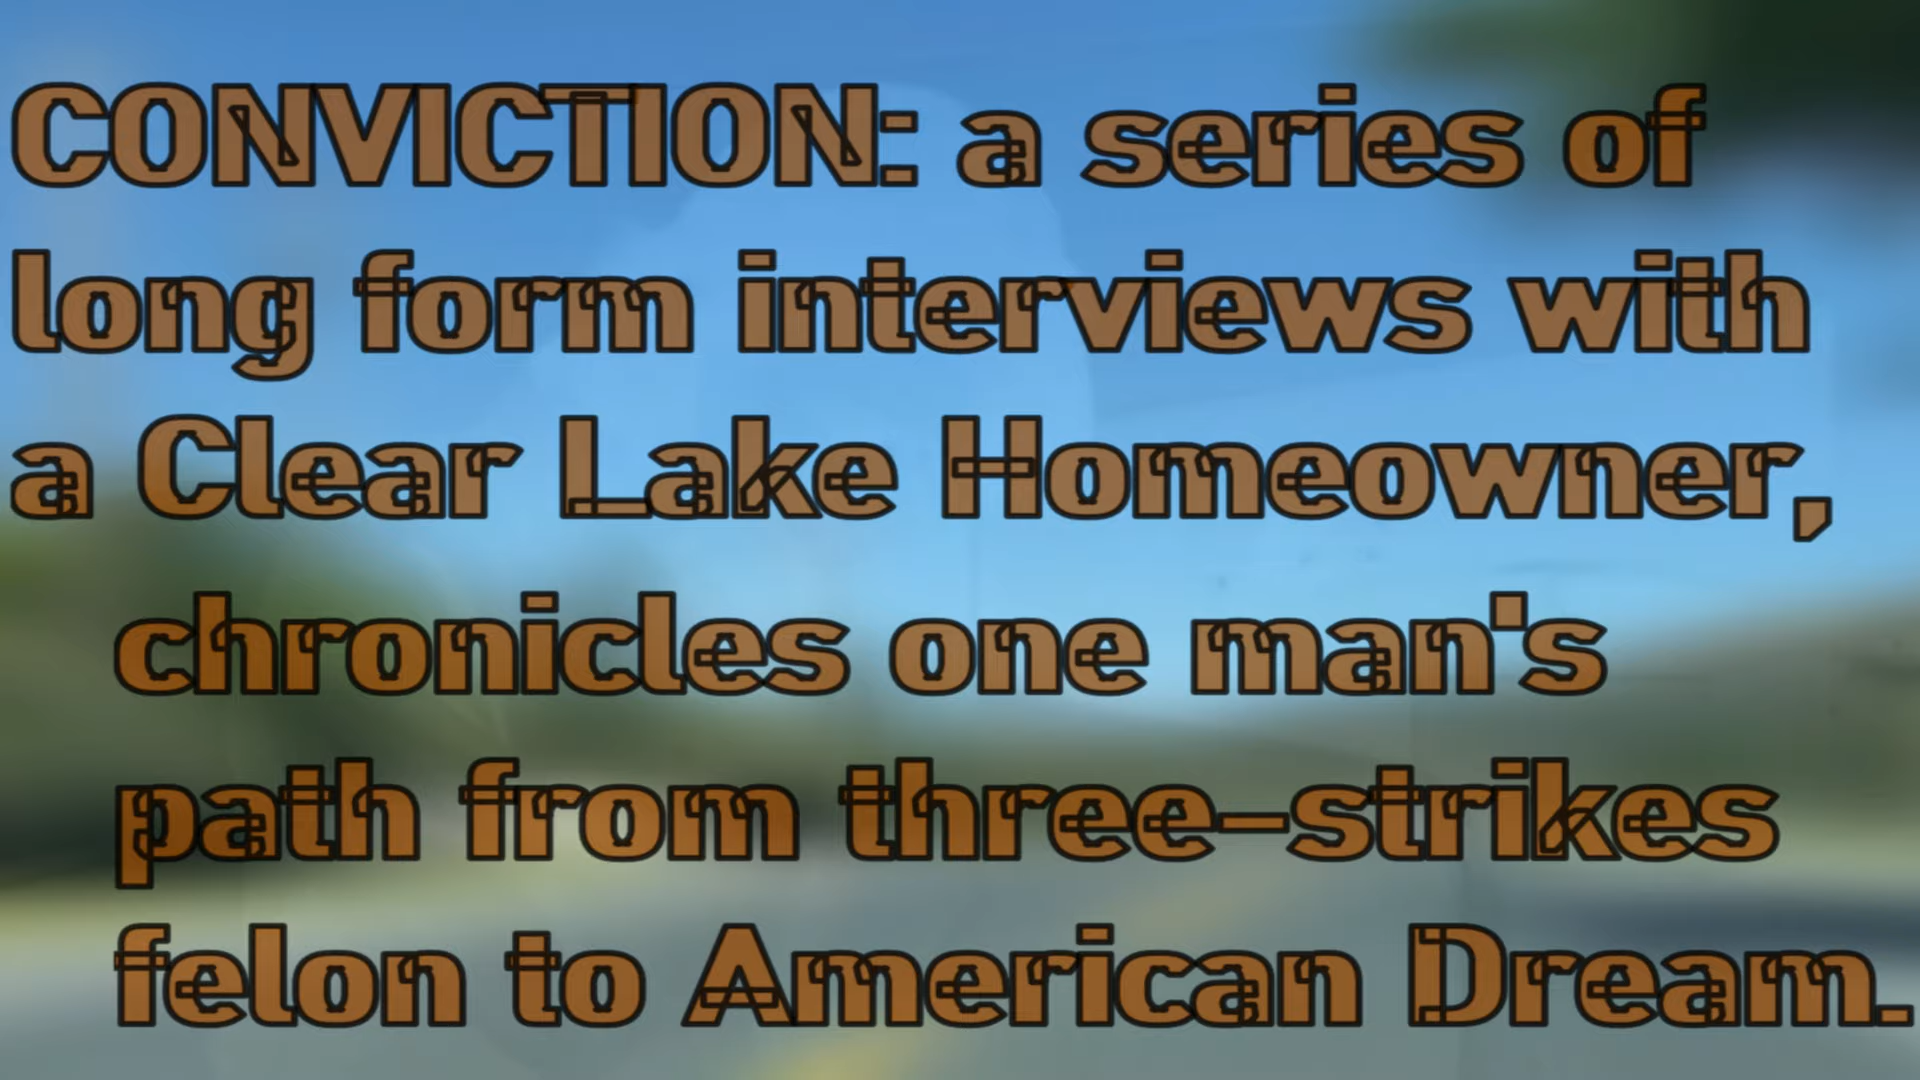 CONVICTION: a series of
long form interviews with
a Clear Lake Homeowner,
chronicles one man's
path from three-strikes
felon to American Dream.